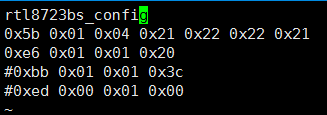 rtl8723bs_config
0x5b 0x01 0x04 0x21 0x22 0x22 0x21
0xe6 0x01 0x01 0x20
#0xbb 0x01 0x01 0x3c
#0xed 0x00 0x01 0x00
~